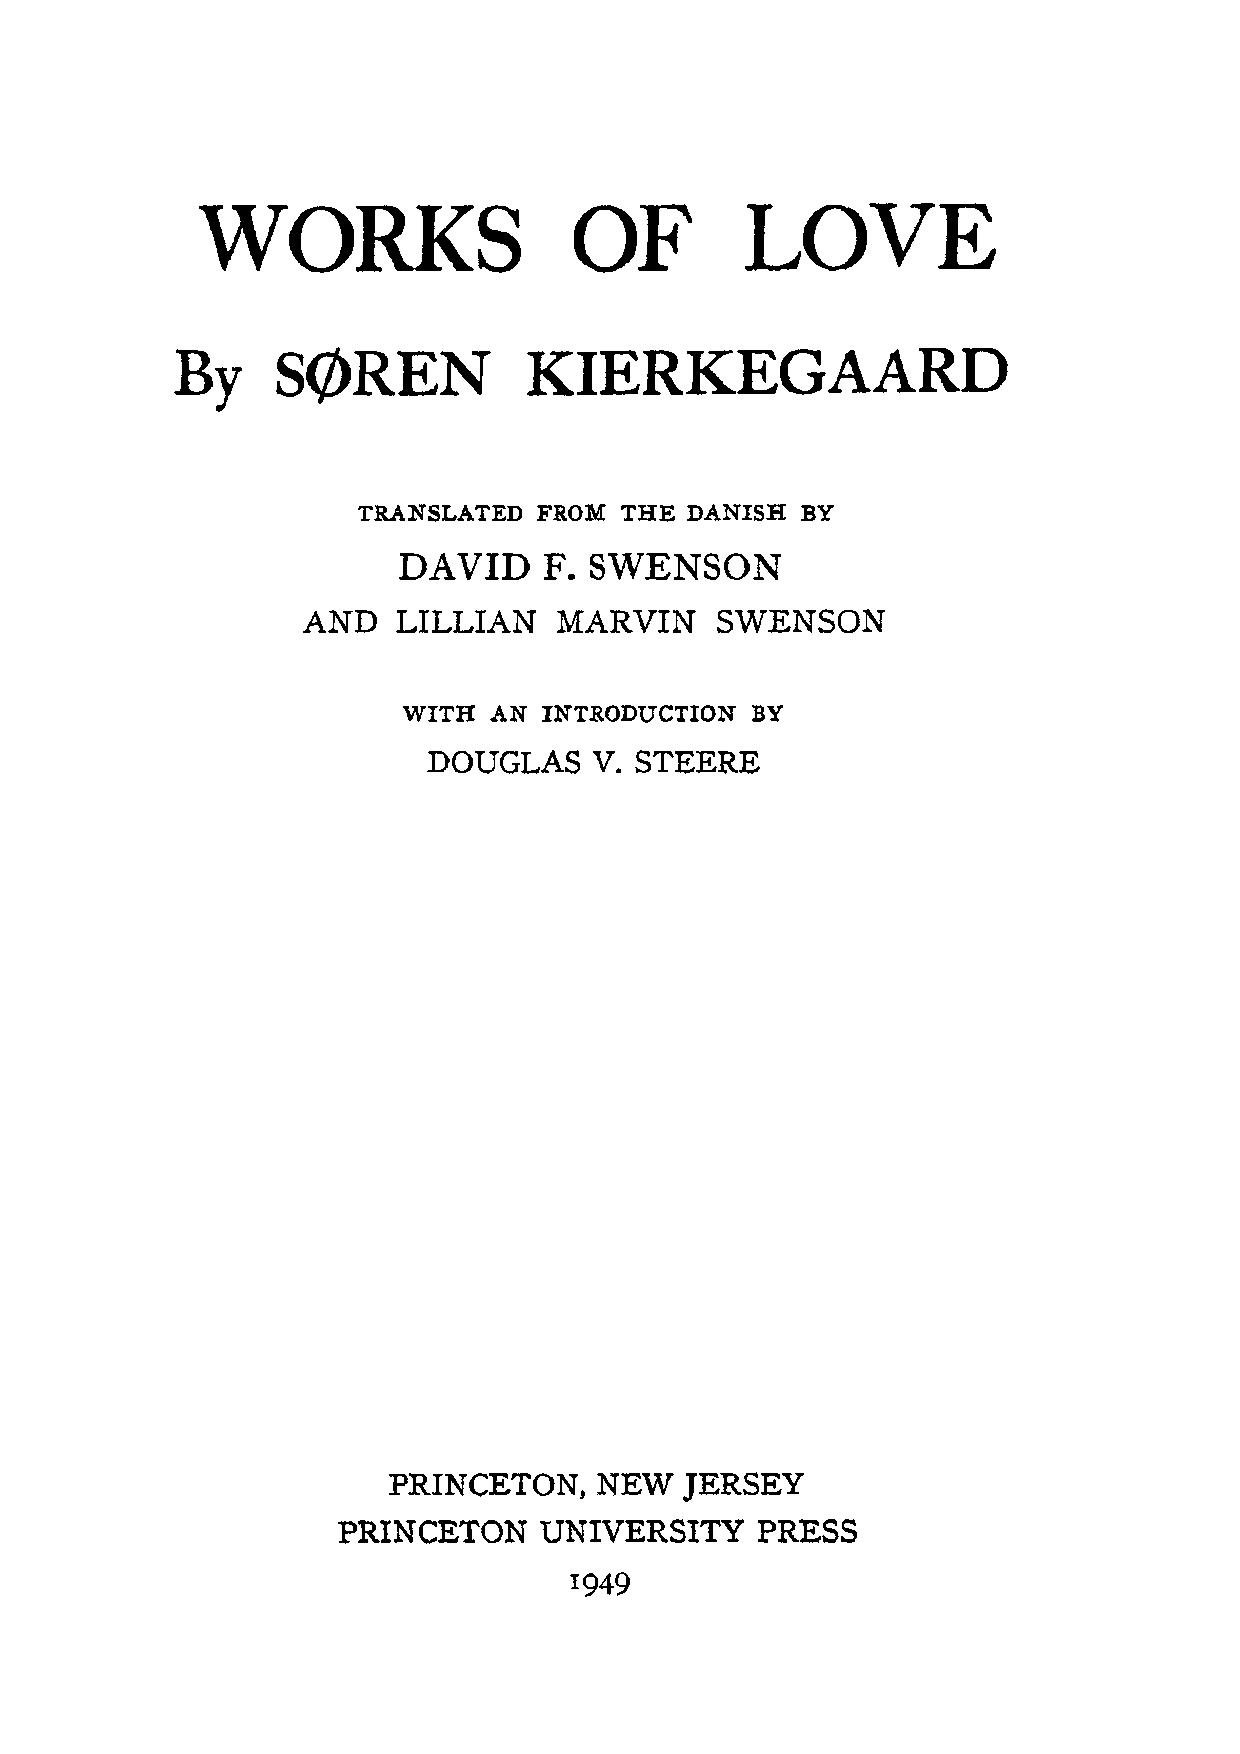 WORKS OF LOVE
By SØREN KIERKEGAARD
TRANSLATED FROM THE DANISH BY
DAVID F. SWENSON
AND LILLIAN MARVIN SWENSON
WITH AN INTRODUCTION BY
DOUGLAS V. STEERE
PRINCETON, NEW JERSEY
PRINCETON UNIVERSITY PRESS
1949